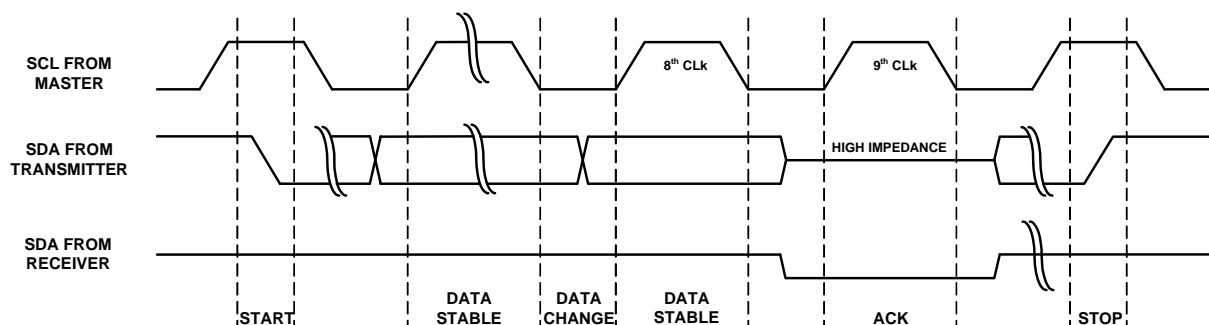 SCL FROM
MASTER
8th CLk
9th CLk
SDA FROM
TRANSMITTER
HIGH IMPEDANCE
SDA FROM
RECEIVER
START
DATA
STABLE
DATA
CHANGE
DATA
STABLE
ACK
STOP